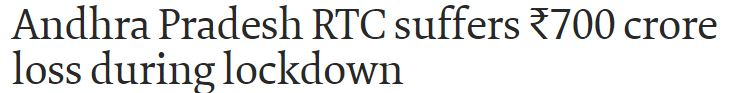 Andhra Pradesh RTC suffers ₹700 crore
loss during lockdown